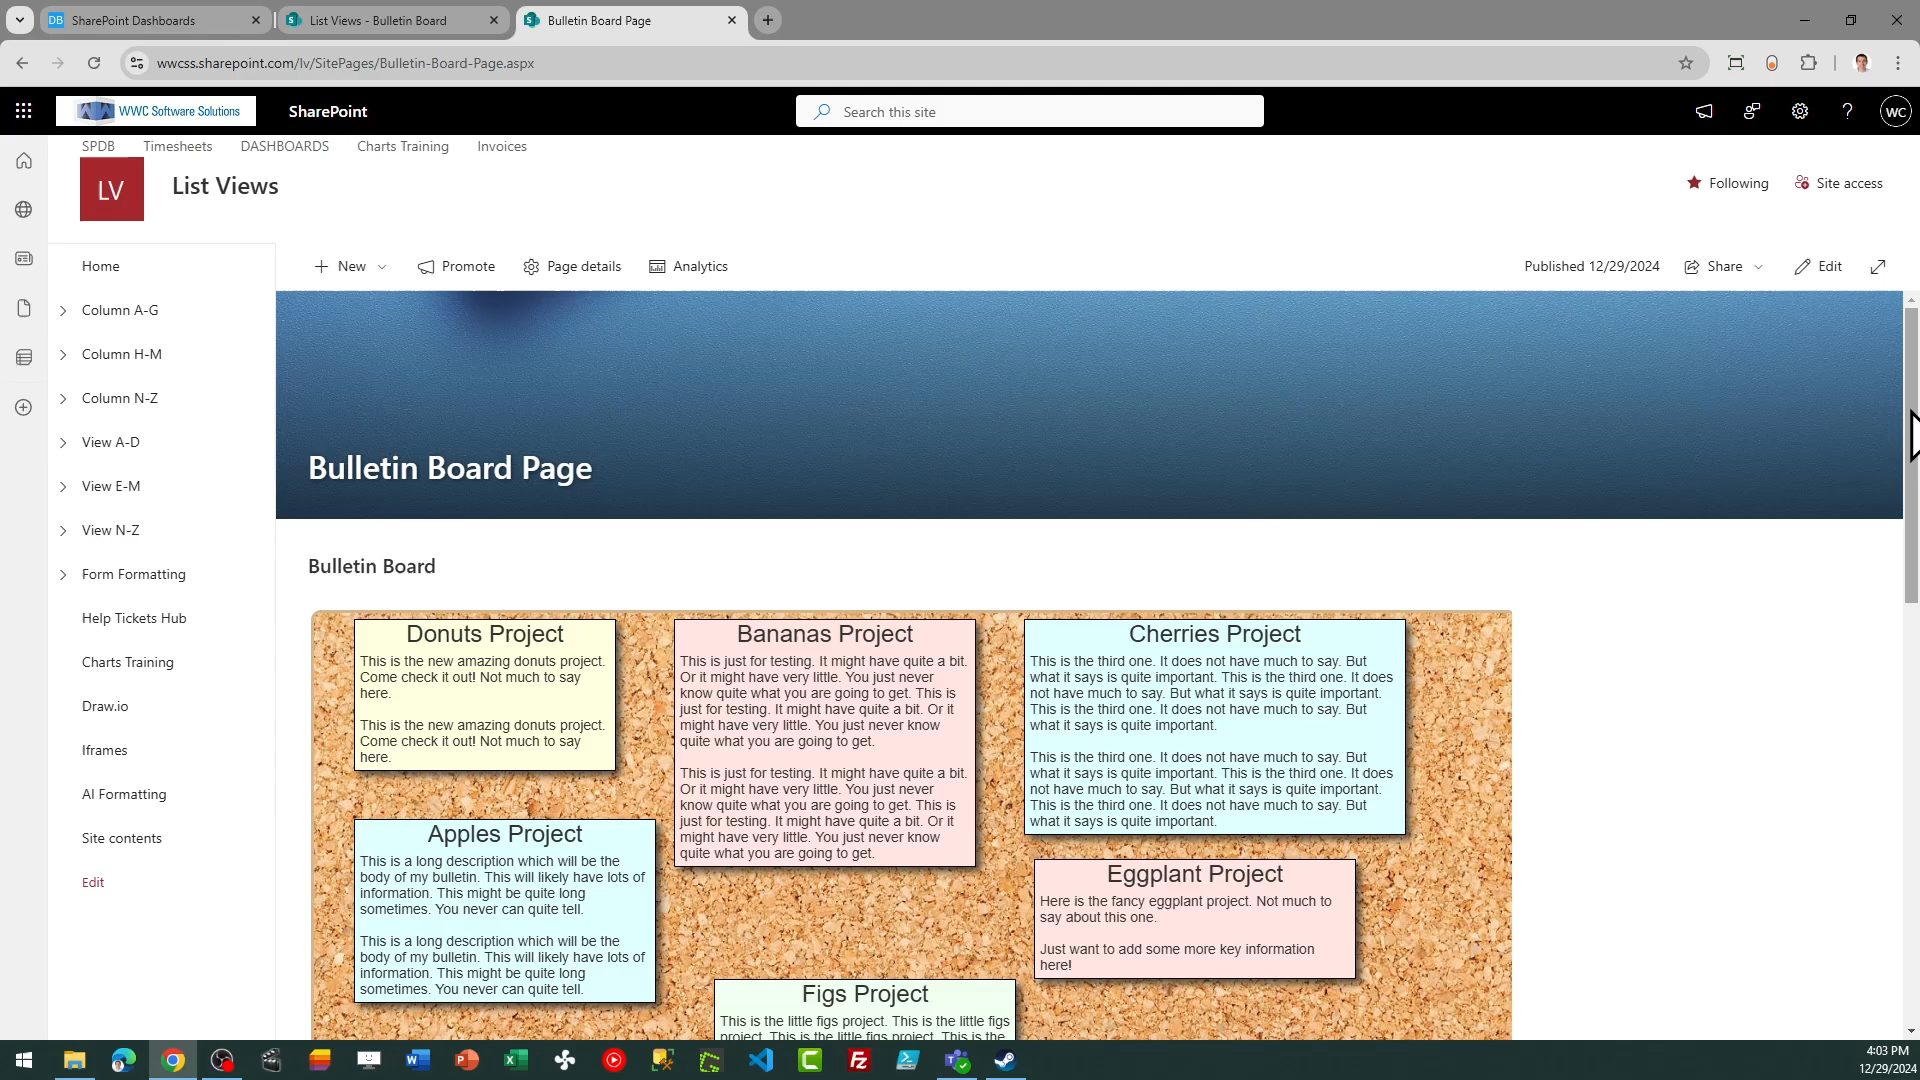 DB SharePoint Dashboards
List Views - Bulletin Board
Bulletin Board Page
wwcss.sharepoint.com/lv/SitePages/Bulletin-Board-Page.aspx
WWC Software Solutions
SharePoint
Search this site
WC
SPDB Timesheets DASHBOARDS Charts Training Invoices
LV
List Views
Following
Site access
Home
Column A-G
Column H-M
Column N-Z
View A-D
View E-M
View N-Z
Form Formatting
Help Tickets Hub
Charts Training
Draw.io
Iframes
AI Formatting
Site contents
Edit
New
Promote
Page details
Analytics
Published 12/29/2024
Share
Edit
Bulletin Board Page
Bulletin Board
Donuts Project
This is the new amazing donuts project.
Come check it out! Not much to say
here.
This is the new amazing donuts project.
Come check it out! Not much to say
here.
Bananas Project
This is just for testing. It might have quite a bit.
Or it might have very little. You just never
know quite what you are going to get. This is
just for testing. It might have quite a bit. Or it
might have very little. You just never know
quite what you are going to get.
This is just for testing. It might have quite a bit.
Or it might have very little. You just never
know quite what you are going to get. This is
just for testing. It might have quite a bit. Or it
might have very little. You just never know
quite what you are going to get.
Cherries Project
This is the third one. It does not have much to say. But
what it says is quite important. This is the third one. It does
not have much to say. But what it says is quite important.
This is the third one. It does not have much to say. But
what it says is quite important.
This is the third one. It does not have much to say. But
what it says is quite important. This is the third one. It does
not have much to say. But what it says is quite important.
This is the third one. It does not have much to say. But
what it says is quite important.
Apples Project
This is a long description which will be the
body of my bulletin. This will likely have lots of
information. This might be quite long
sometimes. You never can quite tell.
This is a long description which will be the
body of my bulletin. This will likely have lots of
information. This might be quite long
sometimes. You never can quite tell.
Eggplant Project
Here is the fancy eggplant project. Not much to
say about this one.
Just want to add some more key information
here!
Figs Project
This is the little figs project. This is the little figs
project. This is the little figs project. This is the
4:03 PM
12/29/2024